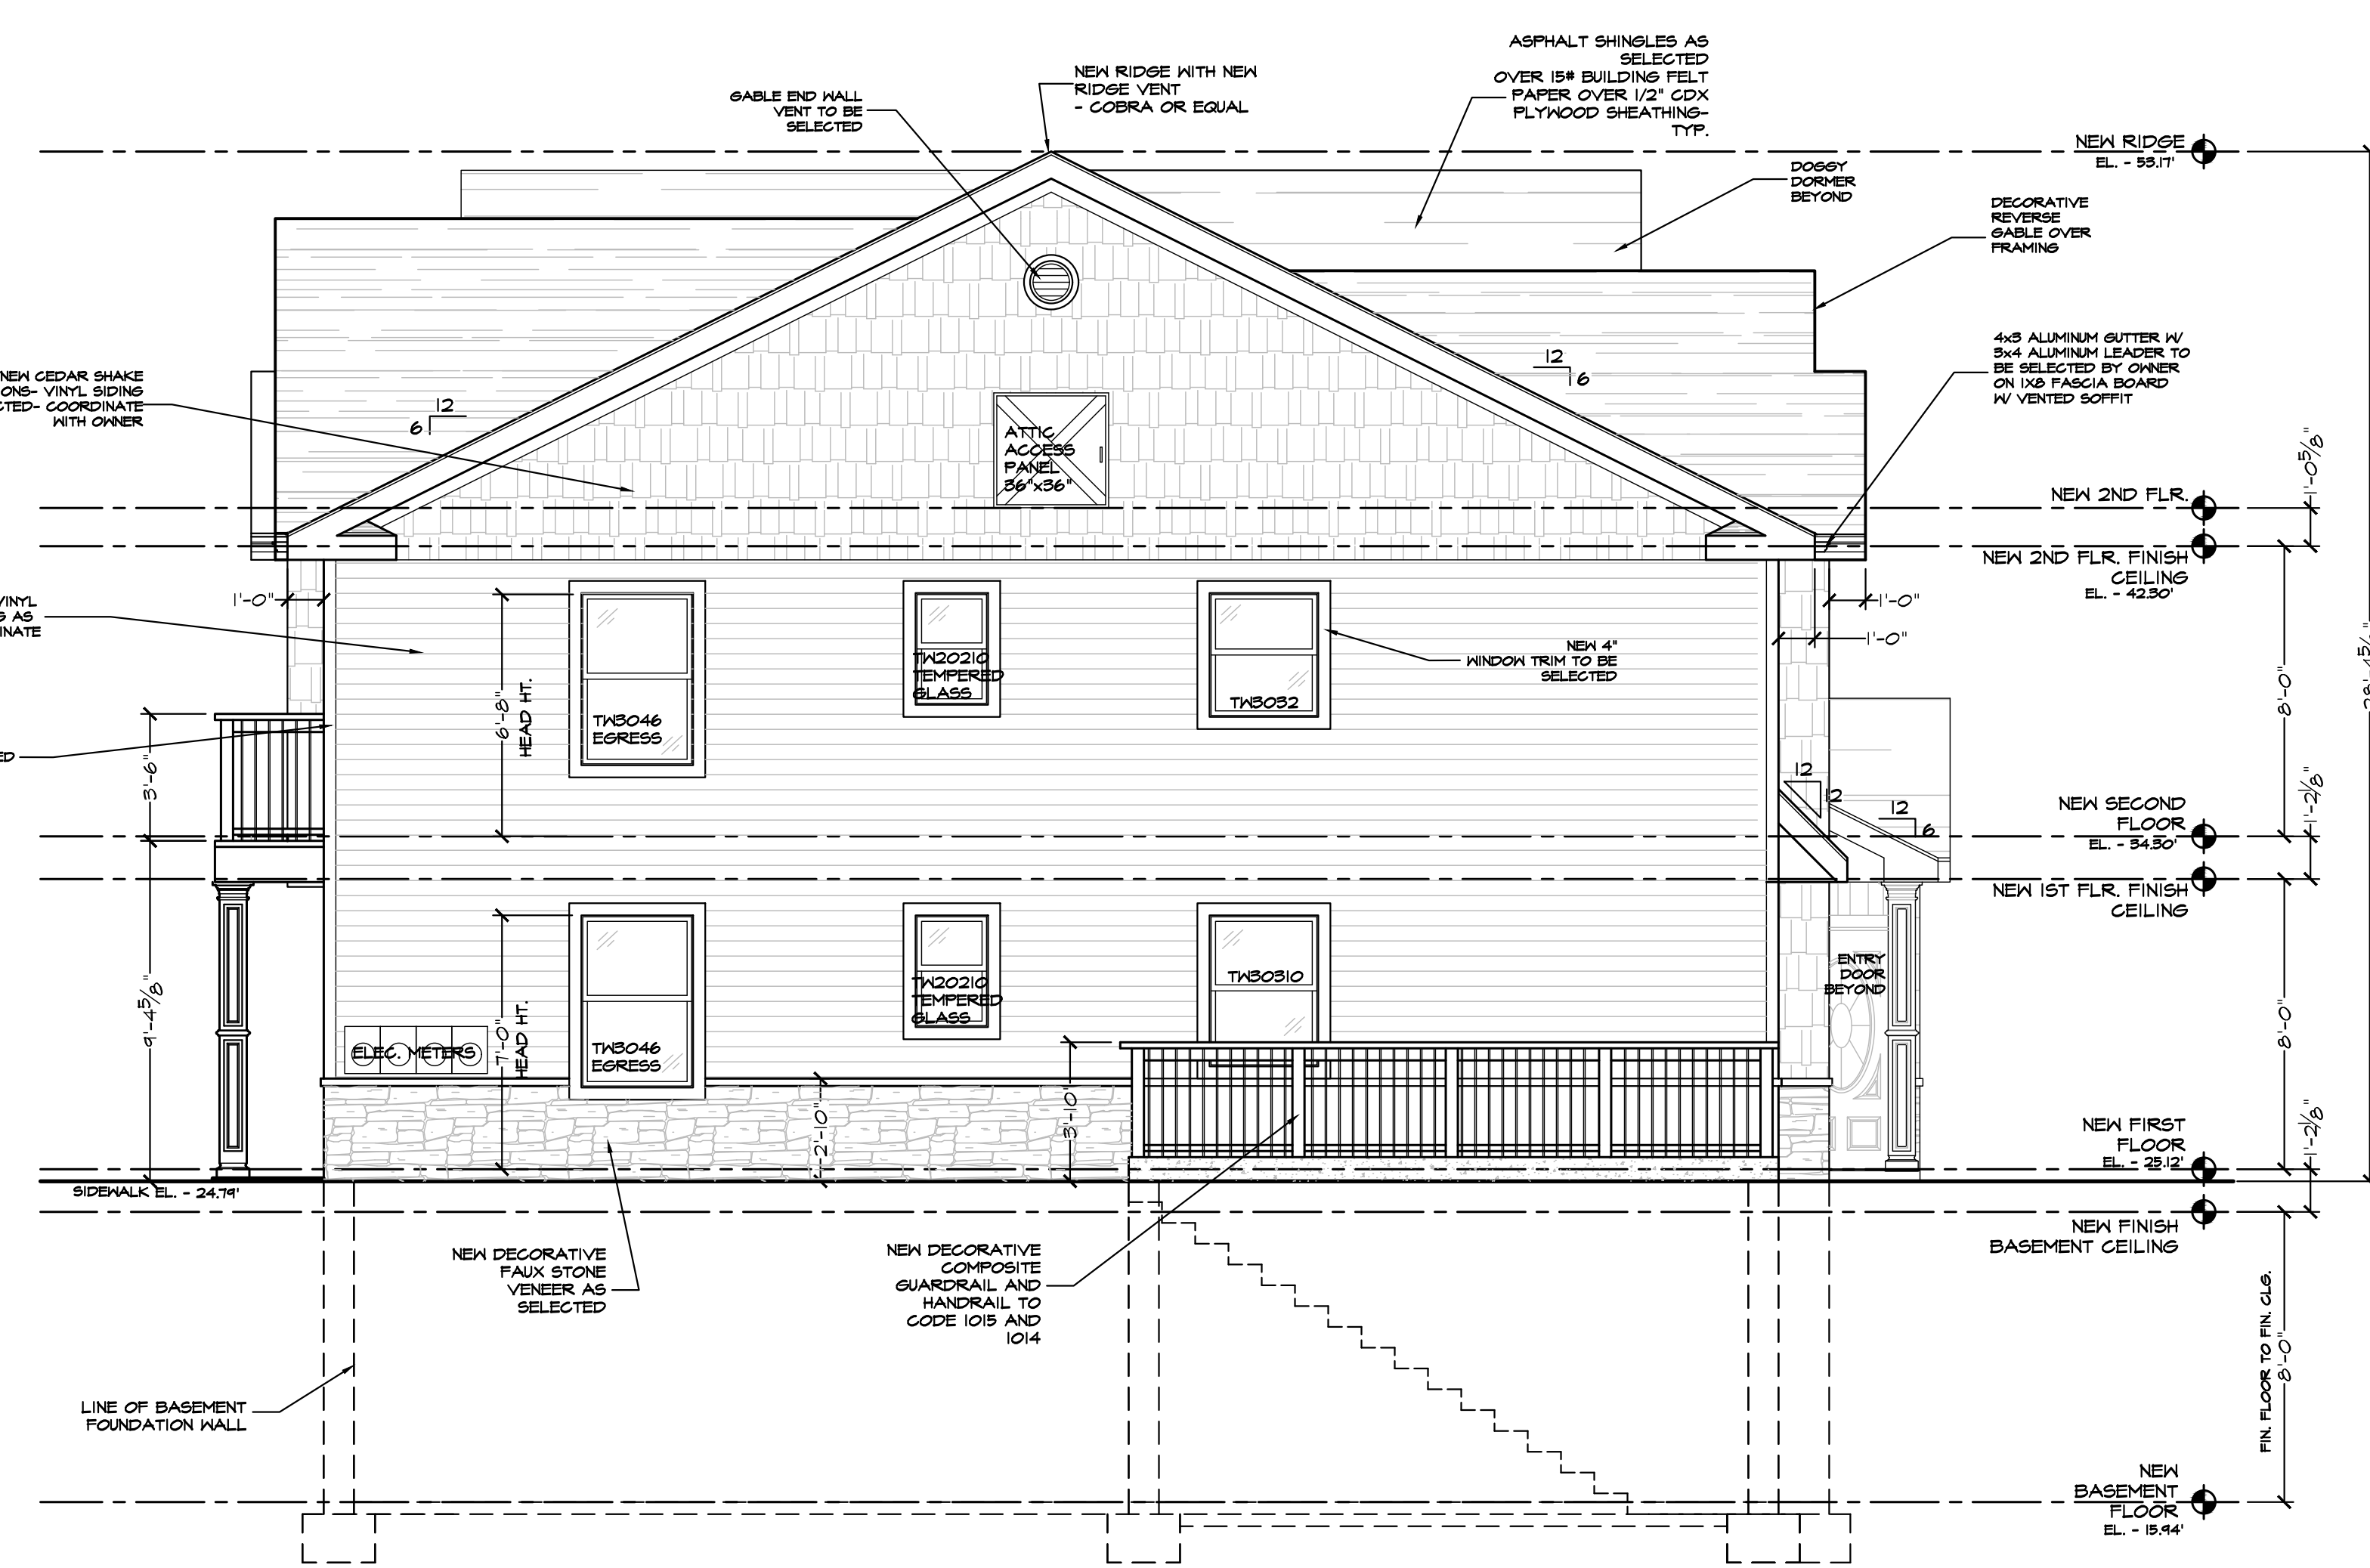 ASPHALT SHINGLES AS
SELECTED
OVER 15# BUILDING FELT
PAPER OVER 1/2" CDX
PLYWOOD SHEATHING-
TYP.
NEW RIDGE WITH NEW
RIDGE VENT
- COBRA OR EQUAL
GABLE END WALL
VENT TO BE
SELECTED
NEW RIDGE
EL. - 53.17'
DOGGY
DORMER
BEYOND
DECORATIVE
REVERSE
GABLE OVER
FRAMING
4x3 ALUMINUM GUTTER W/
3x4 ALUMINUM LEADER TO
BE SELECTED BY OWNER
ON 1X8 FASCIA BOARD
W/ VENTED SOFFIT
NEW CEDAR SHAKE
ONS- VINYL SIDING
CTED- COORDINATE
WITH OWNER
12
6
12
6
ATTIC
ACCESS
PANEL
36"x36"
1'-0 5/8"
NEW 2ND FLR.
NEW 2ND FLR. FINISH
CEILING
EL. - 42.30'
VINYL
S AS
INATE
1'-0"
1'-0"
1'-0"
NEW 4"
WINDOW TRIM TO BE
SELECTED
TW20210
TEMPERED
GLASS
TW3032
TW3046
EGRESS
6'-8"
HEAD HT.
8'-0"
ED
3'-6"
12
12
12
6
NEW SECOND
FLOOR
EL. - 34.30'
1'-2 1/8"
NEW 1ST FLR. FINISH
CEILING
9'-4 5/8"
ELEC. METERS
7'-0"
HEAD HT.
TW3046
EGRESS
TW20210
TEMPERED
GLASS
TW30310
ENTRY
DOOR
BEYOND
8'-0"
2'-10"
3'-10"
NEW FIRST
FLOOR
EL. - 25.12'
1'-2 1/8"
SIDEWALK EL. - 24.79'
NEW FINISH
BASEMENT CEILING
NEW DECORATIVE
FAUX STONE
VENEER AS
SELECTED
NEW DECORATIVE
COMPOSITE
GUARDRAIL AND
HANDRAIL TO
CODE 1015 AND
1014
LINE OF BASEMENT
FOUNDATION WALL
FIN. FLOOR TO FIN. CLG.
8'-0"
NEW
BASEMENT
FLOOR
EL. - 15.94'